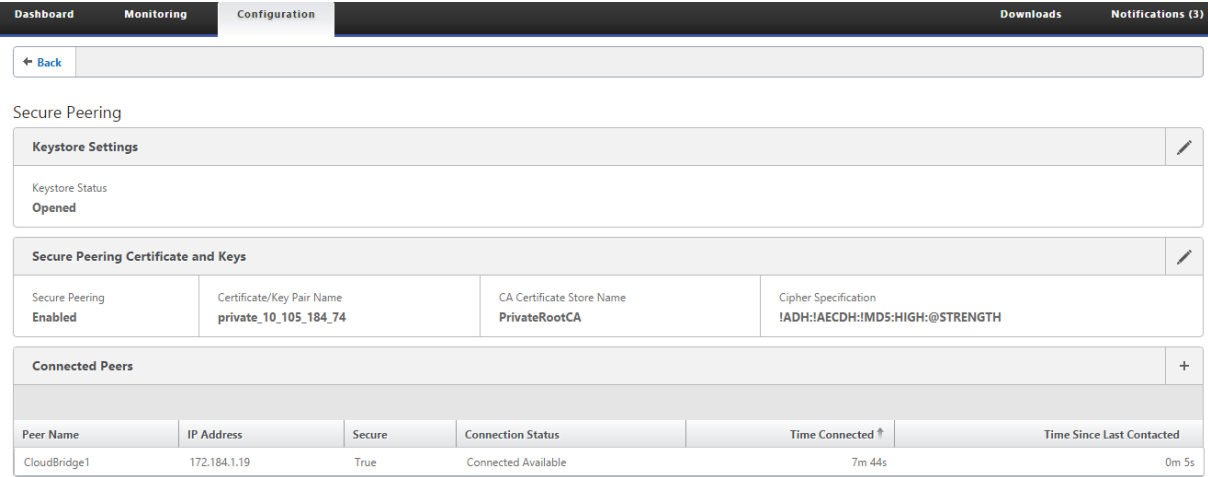 Dashboard Monitoring Configuration Downloads Notifications (3)
Back
Secure Peering
Keystore Settings
Keystore Status
Opened
Secure Peering Certificate and Keys
Secure Peering Certificate/Key Pair Name CA Certificate Store Name Cipher Specification
Enabled private_10_105_184_74 PrivateRootCA !ADH:!AECDH:!MD5:HIGH:@STRENGTH
Connected Peers
Peer Name IP Address Secure Connection Status Time Connected Time Since Last Contacted
CloudBridge1 172.184.1.19 True Connected Available 7m 44s 0m 5s